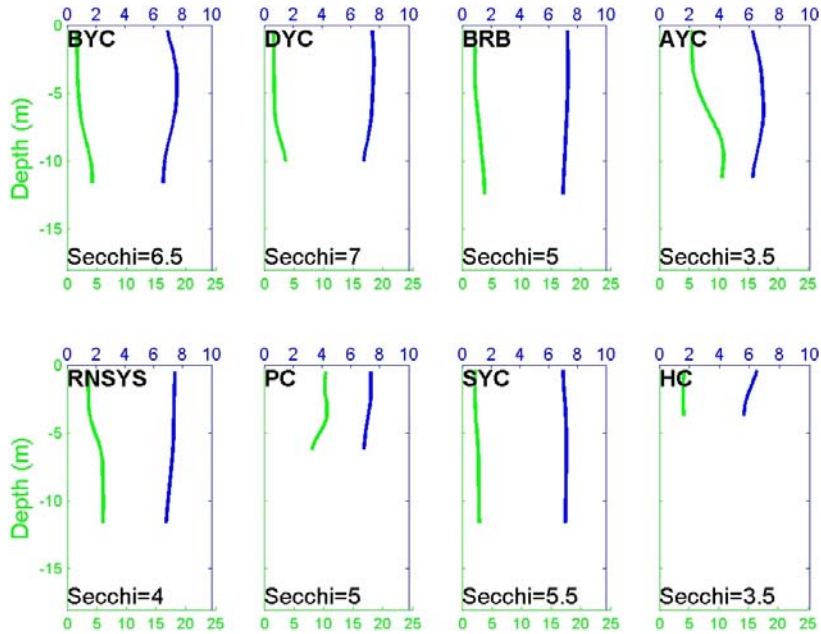 0 2 4 6 8 10 0 2 4 6 8 10 0 2 4 6 8 10 0 2 4 6 8 10
0 BYC DYC BRB AYC
-5
Depth (m)
-10
-15
Secchi=6.5 Secchi=7 Secchi=5 Secchi=3.5
0 5 10 15 20 25 0 5 10 15 20 25 0 5 10 15 20 25 0 5 10 15 20 25
0 2 4 6 8 10 0 2 4 6 8 10 0 2 4 6 8 10 0 2 4 6 8 10
0 RNSYS PC SYC HC
-5
Depth (m)
-10
-15
Secchi=4 Secchi=5 Secchi=5.5 Secchi=3.5
0 5 10 15 20 25 0 5 10 15 20 25 0 5 10 15 20 25 0 5 10 15 20 25